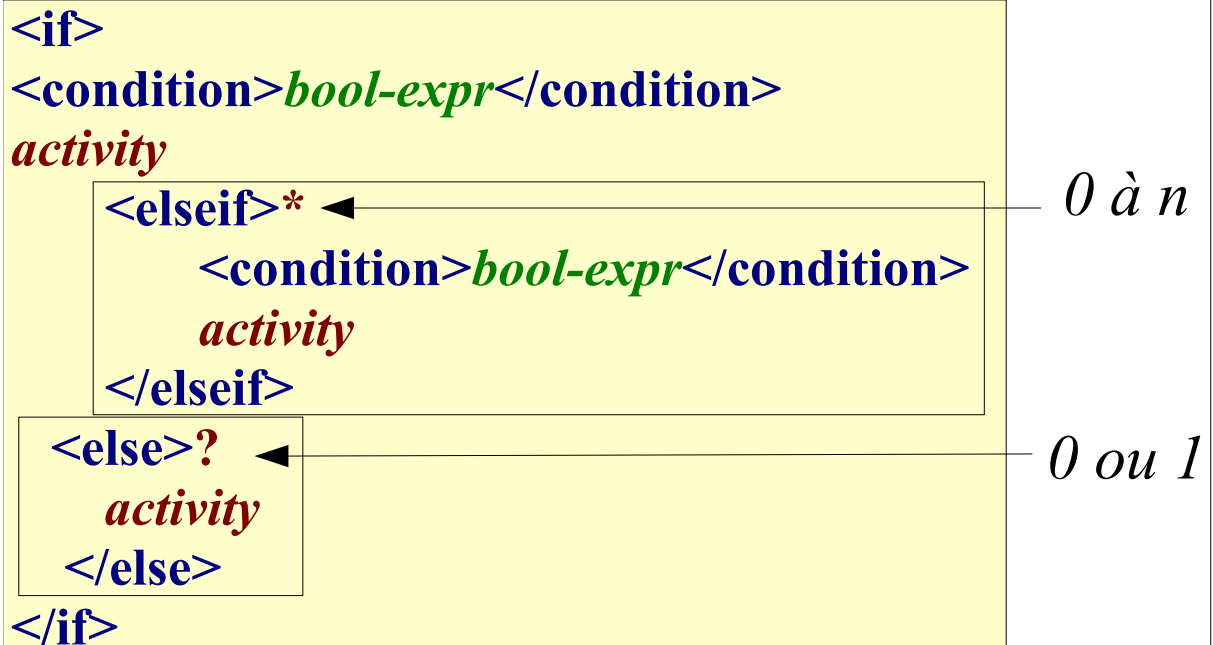 <if>
<condition>bool-expr</condition>
activity
<elseif>*
0 à n
<condition>bool-expr</condition>
activity
</elseif>
<else>?
0 ou 1
activity
</else>
</if>